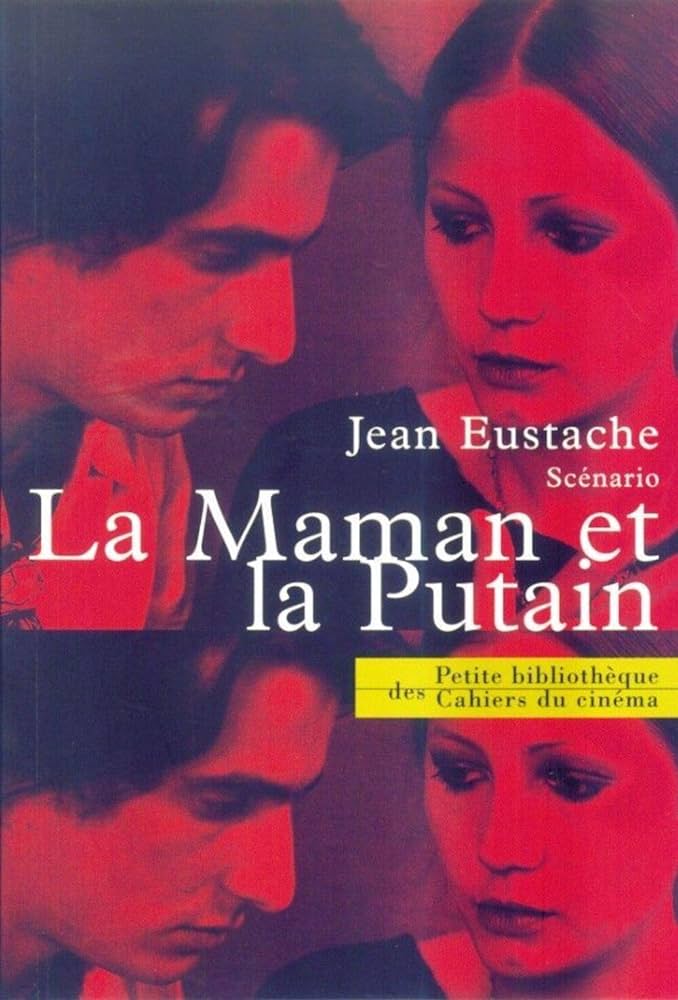 Jean Eustache
Scénario
La Maman et
la Putain
Petite bibliothèque
des Cahiers du cinéma